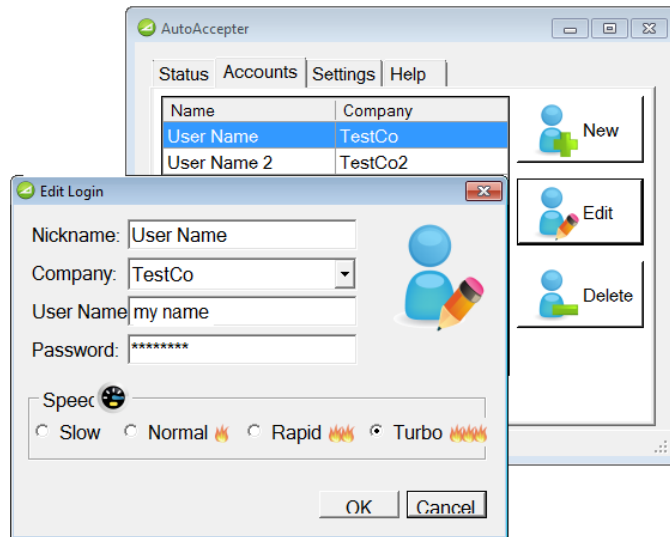 AutoAccepter
Status Accounts Settings Help
Name Company
User Name TestCo
User Name 2 TestCo2
New
Edit
Delete
Edit Login
Nickname: User Name
Company: TestCo
User Name my name
Password: ********
Speed
Slow Normal Rapid Turbo
OK Cancel